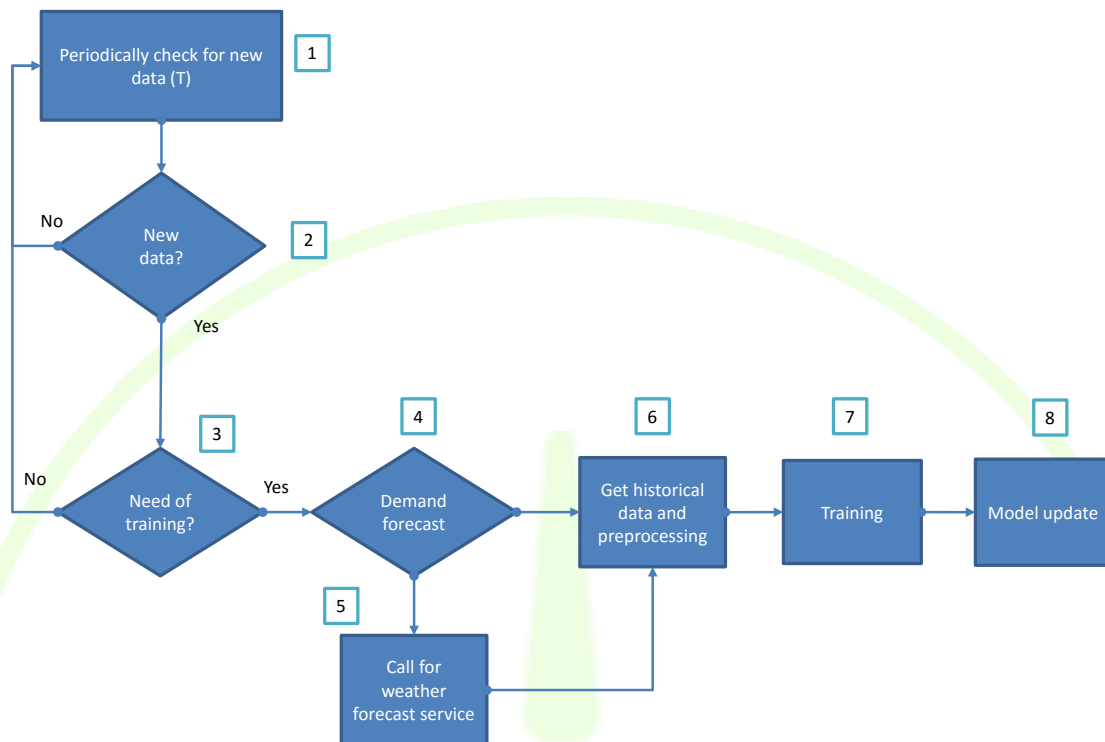 Periodically check for new
data (T)
1
New
data?
2
No
Yes
3
Need of
training?
No
Yes
4
Demand
forecast
5
Call for
weather
forecast service
6
Get historical
data and
preprocessing
7
Training
8
Model update